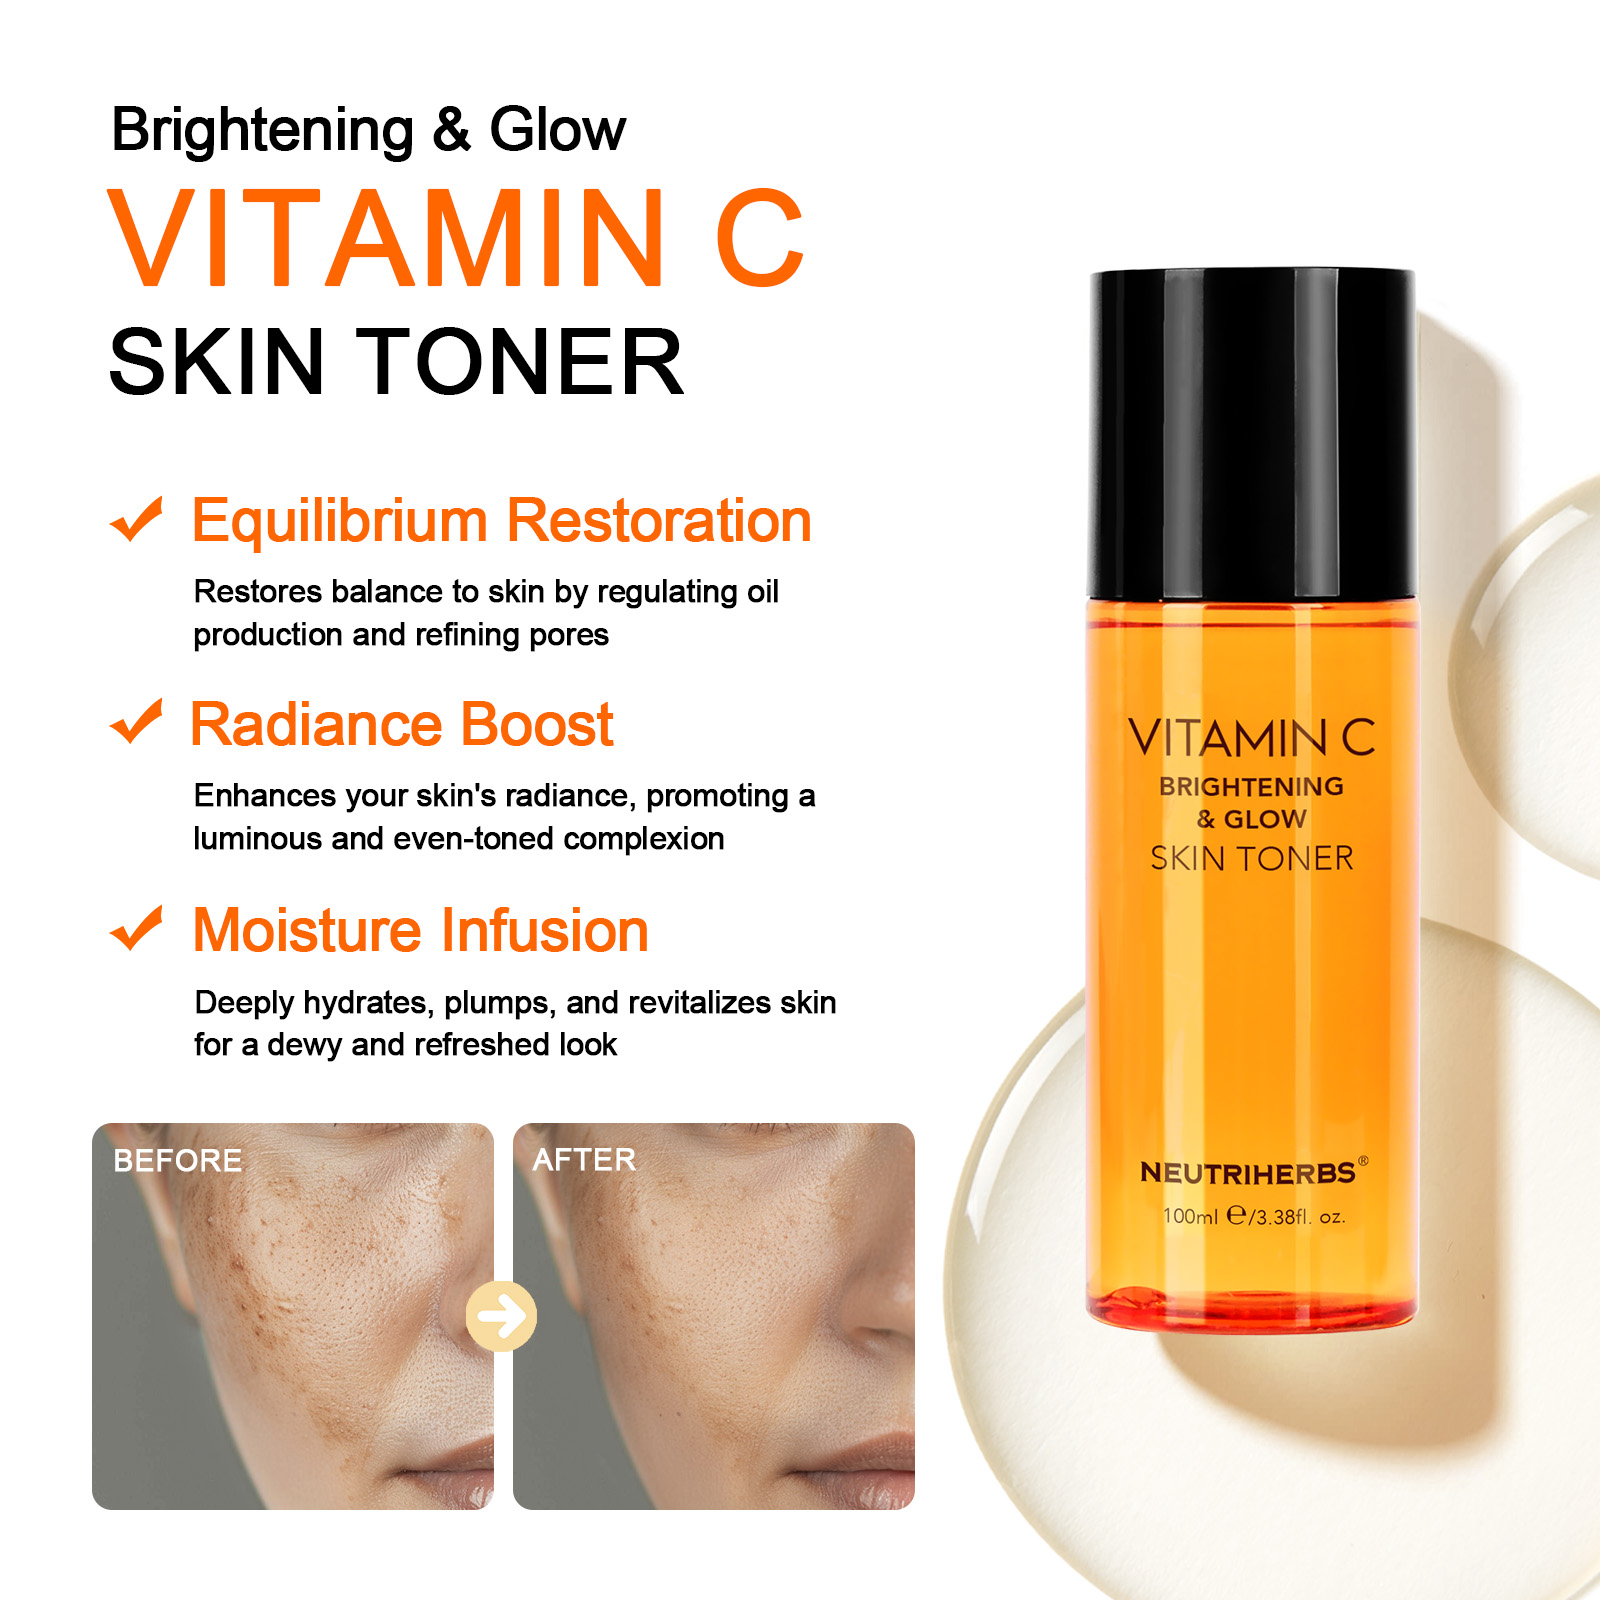 Brightening & Glow
VITAMIN C
SKIN TONER
Equilibrium Restoration
Restores balance to skin by regulating oil
production and refining pores
Radiance Boost
Enhances your skin's radiance, promoting a
luminous and even-toned complexion
Moisture Infusion
Deeply hydrates, plumps, and revitalizes skin
for a dewy and refreshed look
BEFORE
AFTER
VITAMIN C
BRIGHTENING
& GLOW
SKIN TONER
NEUTRIHERBS®
100ml ℮/3.38fl. oz.